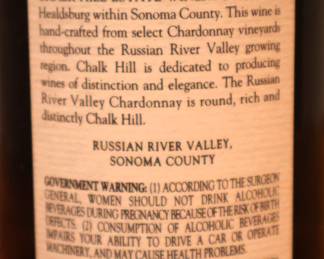 Healdsburg within Sonoma County. This wine is
hand-crafted from select Chardonnay vineyards
throughout the Russian River Valley growing
region. Chalk Hill is dedicated to producing
wines of distinction and elegance. The Russian
River Valley Chardonnay is round, rich and
distinctly Chalk Hill.
RUSSIAN RIVER VALLEY,
SONOMA COUNTY
GOVERNMENT WARNING: (1) ACCORDING TO THE SURGEON
GENERAL, WOMEN SHOULD NOT DRINK ALCOHOLIC
BEVERAGES DURING PREGNANCY BECAUSE OF THE RISK OF BIRTH
DEFECTS. (2) CONSUMPTION OF ALCOHOLIC BEVERAGES
IMPAIRS YOUR ABILITY TO DRIVE A CAR OR OPERATE
MACHINERY, AND MAY CAUSE HEALTH PROBLEMS.